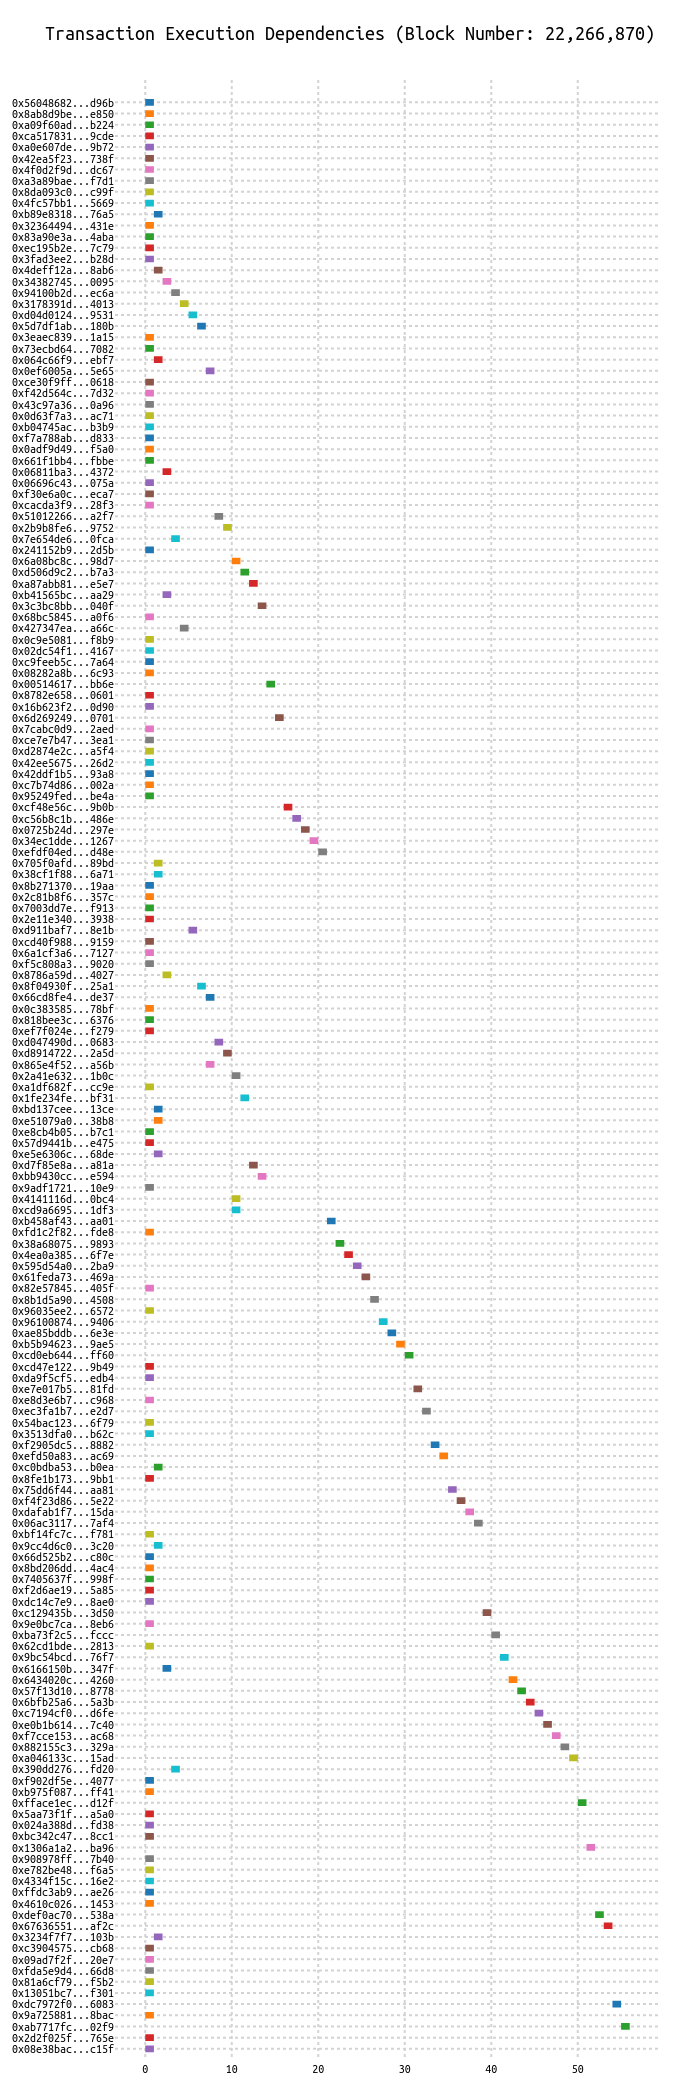 Transaction Execution Dependencies (Block Number: 22,266,870)
0x56048682...d96b
0x8ab8d9be...e850
0xa09f60ad...b224
0xca517831...9cde
0xa0e607de...9b72
0x42ea5f23...738f
0x4f0d2f9d...dc67
0xa3a89bae...f7d1
0x8da093c0...c99f
0x4fc57bb1...5669
0xb89e8318...76a5
0x32364494...431e
0x83a90e3a...4aba
0xec195b2e...7c79
0x3fad3ee2...b28d
0x4deff12a...8ab6
0x34382745...0095
0x94100b2d...ec6a
0x3178391d...4013
0xd04d0124...9531
0x5d7df1ab...180b
0x3eaec839...1a15
0x73ecbd64...7082
0x064c66f9...ebf7
0x0ef6005a...5e65
0xce30f9ff...0618
0xf42d564c...7d32
0x43c97a36...0a96
0x0d63f7a3...ac71
0xb04745ac...b3b9
0xf7a788ab...d833
0x0adf9d49...f5a0
0x661f1bb4...fbbe
0x06811ba3...4372
0x06696c43...075a
0xf30e6a0c...eca7
0xcacda3f9...28f3
0x51012266...a2f7
0x2b9b8fe6...9752
0x7e654de6...0fca
0x241152b9...2d5b
0x6a08bc8c...98d7
0xd506d9c2...b7a3
0xa87abb81...e5e7
0xb41565bc...aa29
0x3c3bc8bb...040f
0x68bc5845...a0f6
0x427347ea...a66c
0x0c9e5081...f8b9
0x02dc54f1...4167
0xc9feeb5c...7a64
0x08282a8b...6c93
0x00514617...bb6e
0x8782e658...0601
0x16b623f2...0d90
0x6d269249...0701
0x7cabc0d9...2aed
0xce7e7b47...3ea1
0xd2874e2c...a5f4
0x42ee5675...26d2
0x42ddf1b5...93a8
0xc7b74d86...002a
0x95249fed...be4a
0xcf48e56c...9b0b
0xc56b8c1b...486e
0x0725b24d...297e
0x34ec1dde...1267
0xefdf04ed...d48e
0x705f0afd...89bd
0x38cf1f88...6a71
0x8b271370...19aa
0x2c81b8f6...357c
0x7003dd7e...f913
0x2e11e340...3938
0xd911baf7...8e1b
0xcd40f988...9159
0x6a1cf3a6...7127
0xf5c808a3...9020
0x8786a59d...4027
0x8f04930f...25a1
0x66cd8fe4...de37
0x0c383585...78bf
0x818bee3c...6376
0xef7f024e...f279
0xd047490d...0683
0xd8914722...2a5d
0x865e4f52...a56b
0x2a41e632...1b0c
0xa1df682f...cc9e
0x1fe234fe...bf31
0xbd137cee...13ce
0xe51079a0...38b8
0xe8cb4b05...b7c1
0x57d9441b...e475
0xe5e6306c...68de
0xd7f85e8a...a81a
0xbb9430cc...e594
0x9adf1721...10e9
0x4141116d...0bc4
0xcd9a6695...1df3
0xb458af43...aa01
0xfd1c2f82...fde8
0x38a68075...9893
0x4ea0a385...6f7e
0x595d54a0...2ba9
0x61feda73...469a
0x82e57845...405f
0x8b1d5a90...4508
0x96035ee2...6572
0x96100874...9406
0xae85bddb...6e3e
0xb5b94623...9ae5
0xcd0eb644...ff60
0xcd47e122...9b49
0xda9f5cf5...edb4
0xe7e017b5...81fd
0xe8d3e6b7...c968
0xec3fa1b7...e2d7
0x54bac123...6f79
0x3513dfa0...b62c
0xf2905dc5...8882
0xefd50a83...ac69
0xc0bdba53...b0ea
0x8fe1b173...9bb1
0x75dd6f44...aa81
0xf4f23d86...5e22
0xdafab1f7...15da
0x06ac3117...7af4
0xbf14fc7c...f781
0x9cc4d6c0...3c20
0x66d525b2...c80c
0x8bd206dd...4ac4
0x7405637f...998f
0xf2d6ae19...5a85
0xdc14c7e9...8ae0
0xc129435b...3d50
0x9e0bc7ca...8eb6
0xba73f2c5...fccc
0x62cd1bde...2813
0x9bc54bcd...76f7
0x6166150b...347f
0x6434020c...4260
0x57f13d10...8778
0x6bfb25a6...5a3b
0xc7194cf0...d6fe
0xe0b1b614...7c40
0xf7cce153...ac68
0x882155c3...329a
0xa046133c...15ad
0x390dd276...fd20
0xf902df5e...4077
0xb975f087...ff41
0xfface1ec...d12f
0x5aa73f1f...a5a0
0x024a388d...fd38
0xbc342c47...8cc1
0x1306a1a2...ba96
0x908978ff...7b40
0xe782be48...f6a5
0x4334f15c...16e2
0xffdc3ab9...ae26
0x4610c026...1453
0xdef0ac70...538a
0x67636551...af2c
0x3234f7f7...103b
0xc3904575...cb68
0x09ad7f2f...20e7
0xfda5e9d4...66d8
0x81a6cf79...f5b2
0x13051bc7...f301
0xdc7972f0...6083
0x9a725881...8bac
0xab7717fc...02f9
0x2d2f025f...765e
0x08e38bac...c15f
0 10 20 30 40 50